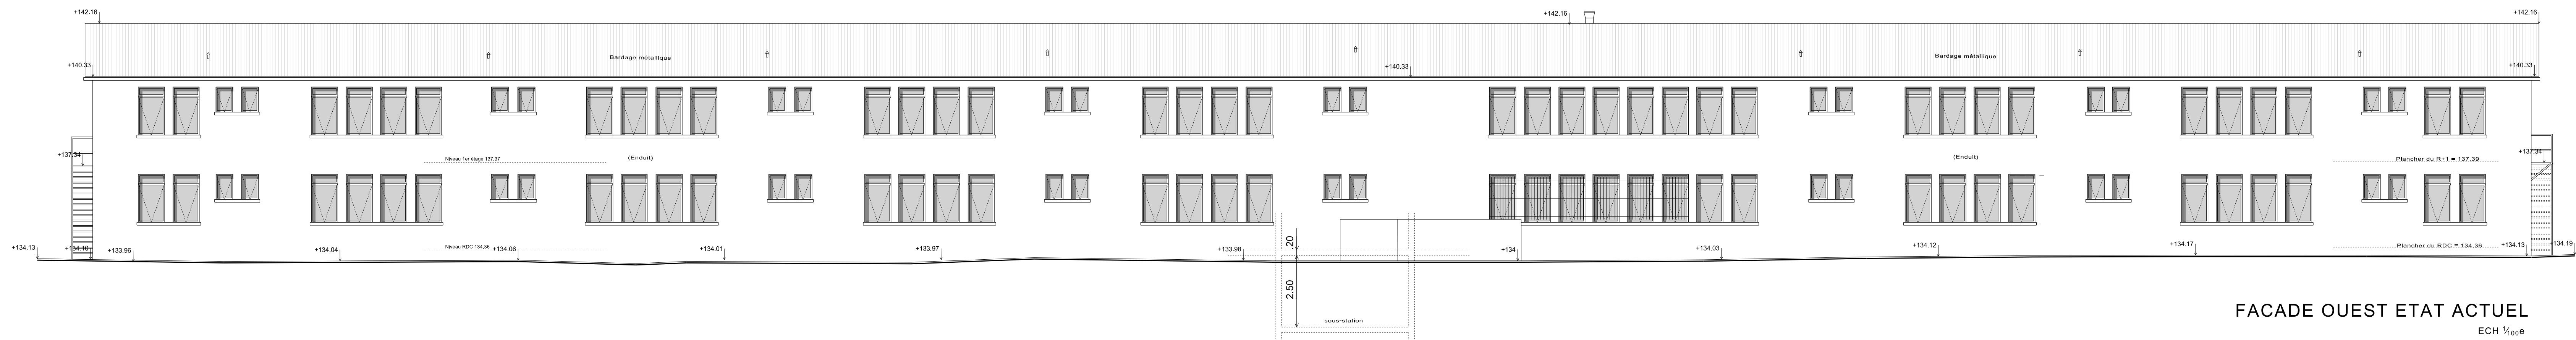 +142.16
+142.16
+142.16
Bardage métallique
Bardage métallique
+140.33
+140.33
+140.33
+137.34
Niveau 1er étage 137,37
(Enduit)
(Enduit)
Plancher du R+1 = 137,39
+137.34
+134.13
+134.10
+133.96
+134.04
Niveau RDC 134,36
+134.06
+134.01
+133.97
+133.98
.20
+134
+134.03
+134.12
+134.17
Plancher du RDC = 134,36
+134.13
+134.19
2.50
sous-station
FACADE OUEST ETAT ACTUEL
ECH 1/100e